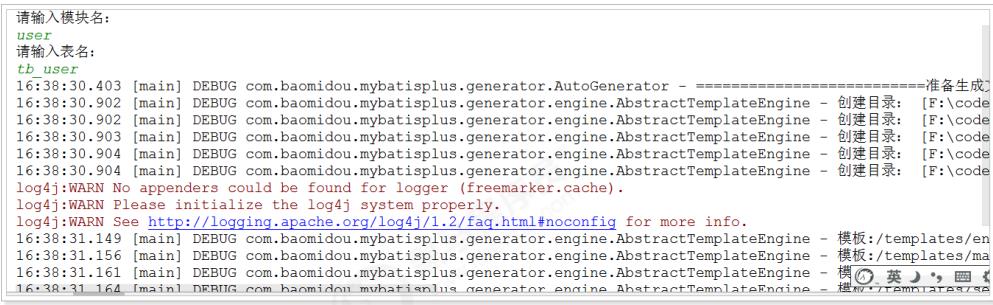 请输入模块名：
user
请输入表名：
tb_user
16:38:30.403 [main] DEBUG com.baomidou.mybatisplus.generator.AutoGenerator - ==========================准备生成文
16:38:30.902 [main] DEBUG com.baomidou.mybatisplus.generator.engine.AbstractTemplateEngine - 创建目录： [F:\code
16:38:30.902 [main] DEBUG com.baomidou.mybatisplus.generator.engine.AbstractTemplateEngine - 创建目录： [F:\code
16:38:30.903 [main] DEBUG com.baomidou.mybatisplus.generator.engine.AbstractTemplateEngine - 创建目录： [F:\code
16:38:30.904 [main] DEBUG com.baomidou.mybatisplus.generator.engine.AbstractTemplateEngine - 创建目录： [F:\code
16:38:30.904 [main] DEBUG com.baomidou.mybatisplus.generator.engine.AbstractTemplateEngine - 创建目录： [F:\code
log4j:WARN No appenders could be found for logger (freemarker.cache).
log4j:WARN Please initialize the log4j system properly.
log4j:WARN See http://logging.apache.org/log4j/1.2/faq.html#noconfig for more info.
16:38:31.149 [main] DEBUG com.baomidou.mybatisplus.generator.engine.AbstractTemplateEngine - 模板:/templates/en
16:38:31.156 [main] DEBUG com.baomidou.mybatisplus.generator.engine.AbstractTemplateEngine - 模板:/templates/ma
16:38:31.161 [main] DEBUG com.baomidou.mybatisplus.generator.engine.AbstractTemplateEngine - 模 英
16:38:31.164 [main] DEBUG com.baomidou.mybatisplus.generator.engine.AbstractTemplateEngine - 模板:/templates/se